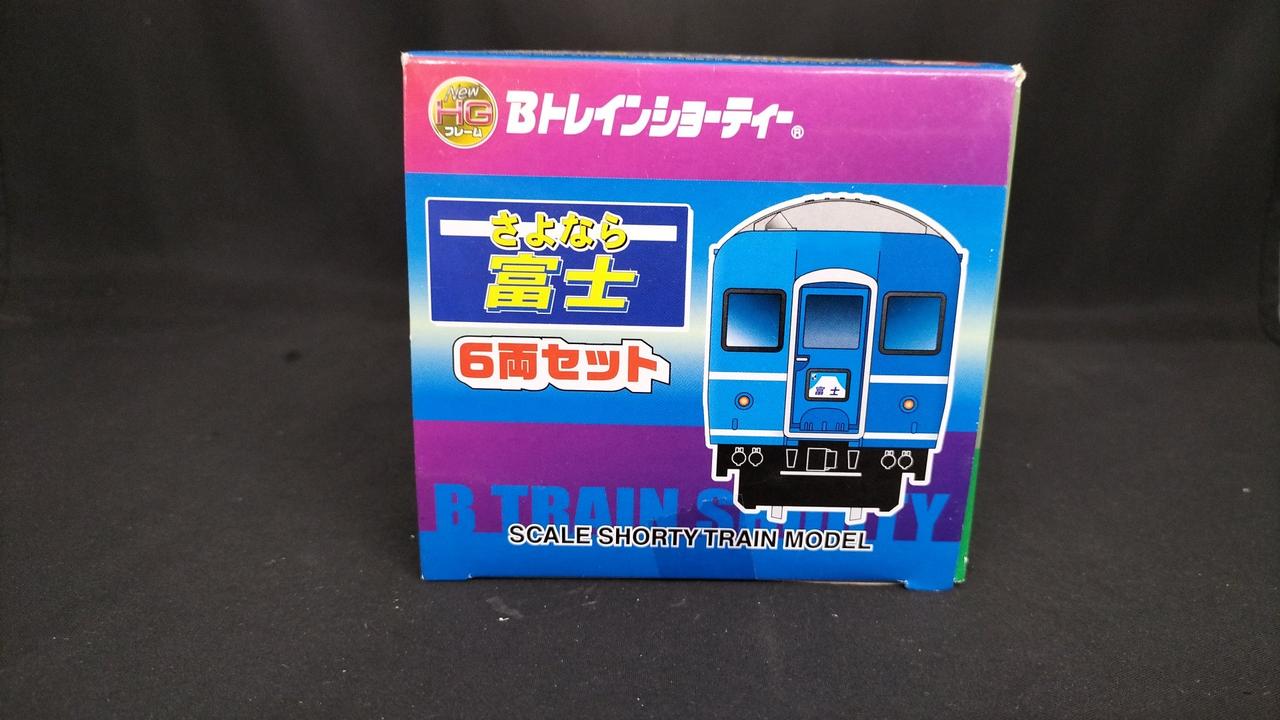 New
HG
フレーム
Bトレインショーティー®
さよなら
富士
6両セット
富士
B TRAIN SHORTY
SCALE SHORTY TRAIN MODEL